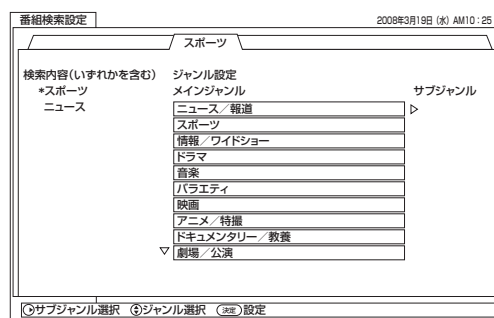 番組検索設定
2008年3月19日(水) AM10:25
スポーツ
検索内容(いずれかを含む)
*スポーツ
ニュース
ジャンル設定
メインジャンル
サブジャンル
ニュース/報道
スポーツ
情報/ワイドショー
ドラマ
音楽
バラエティ
映画
アニメ/特撮
ドキュメンタリー/教養
劇場/公演
サブジャンル選択 ジャンル選択 決定 設定